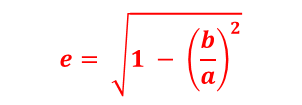 e = √(1 − (b/a)²)